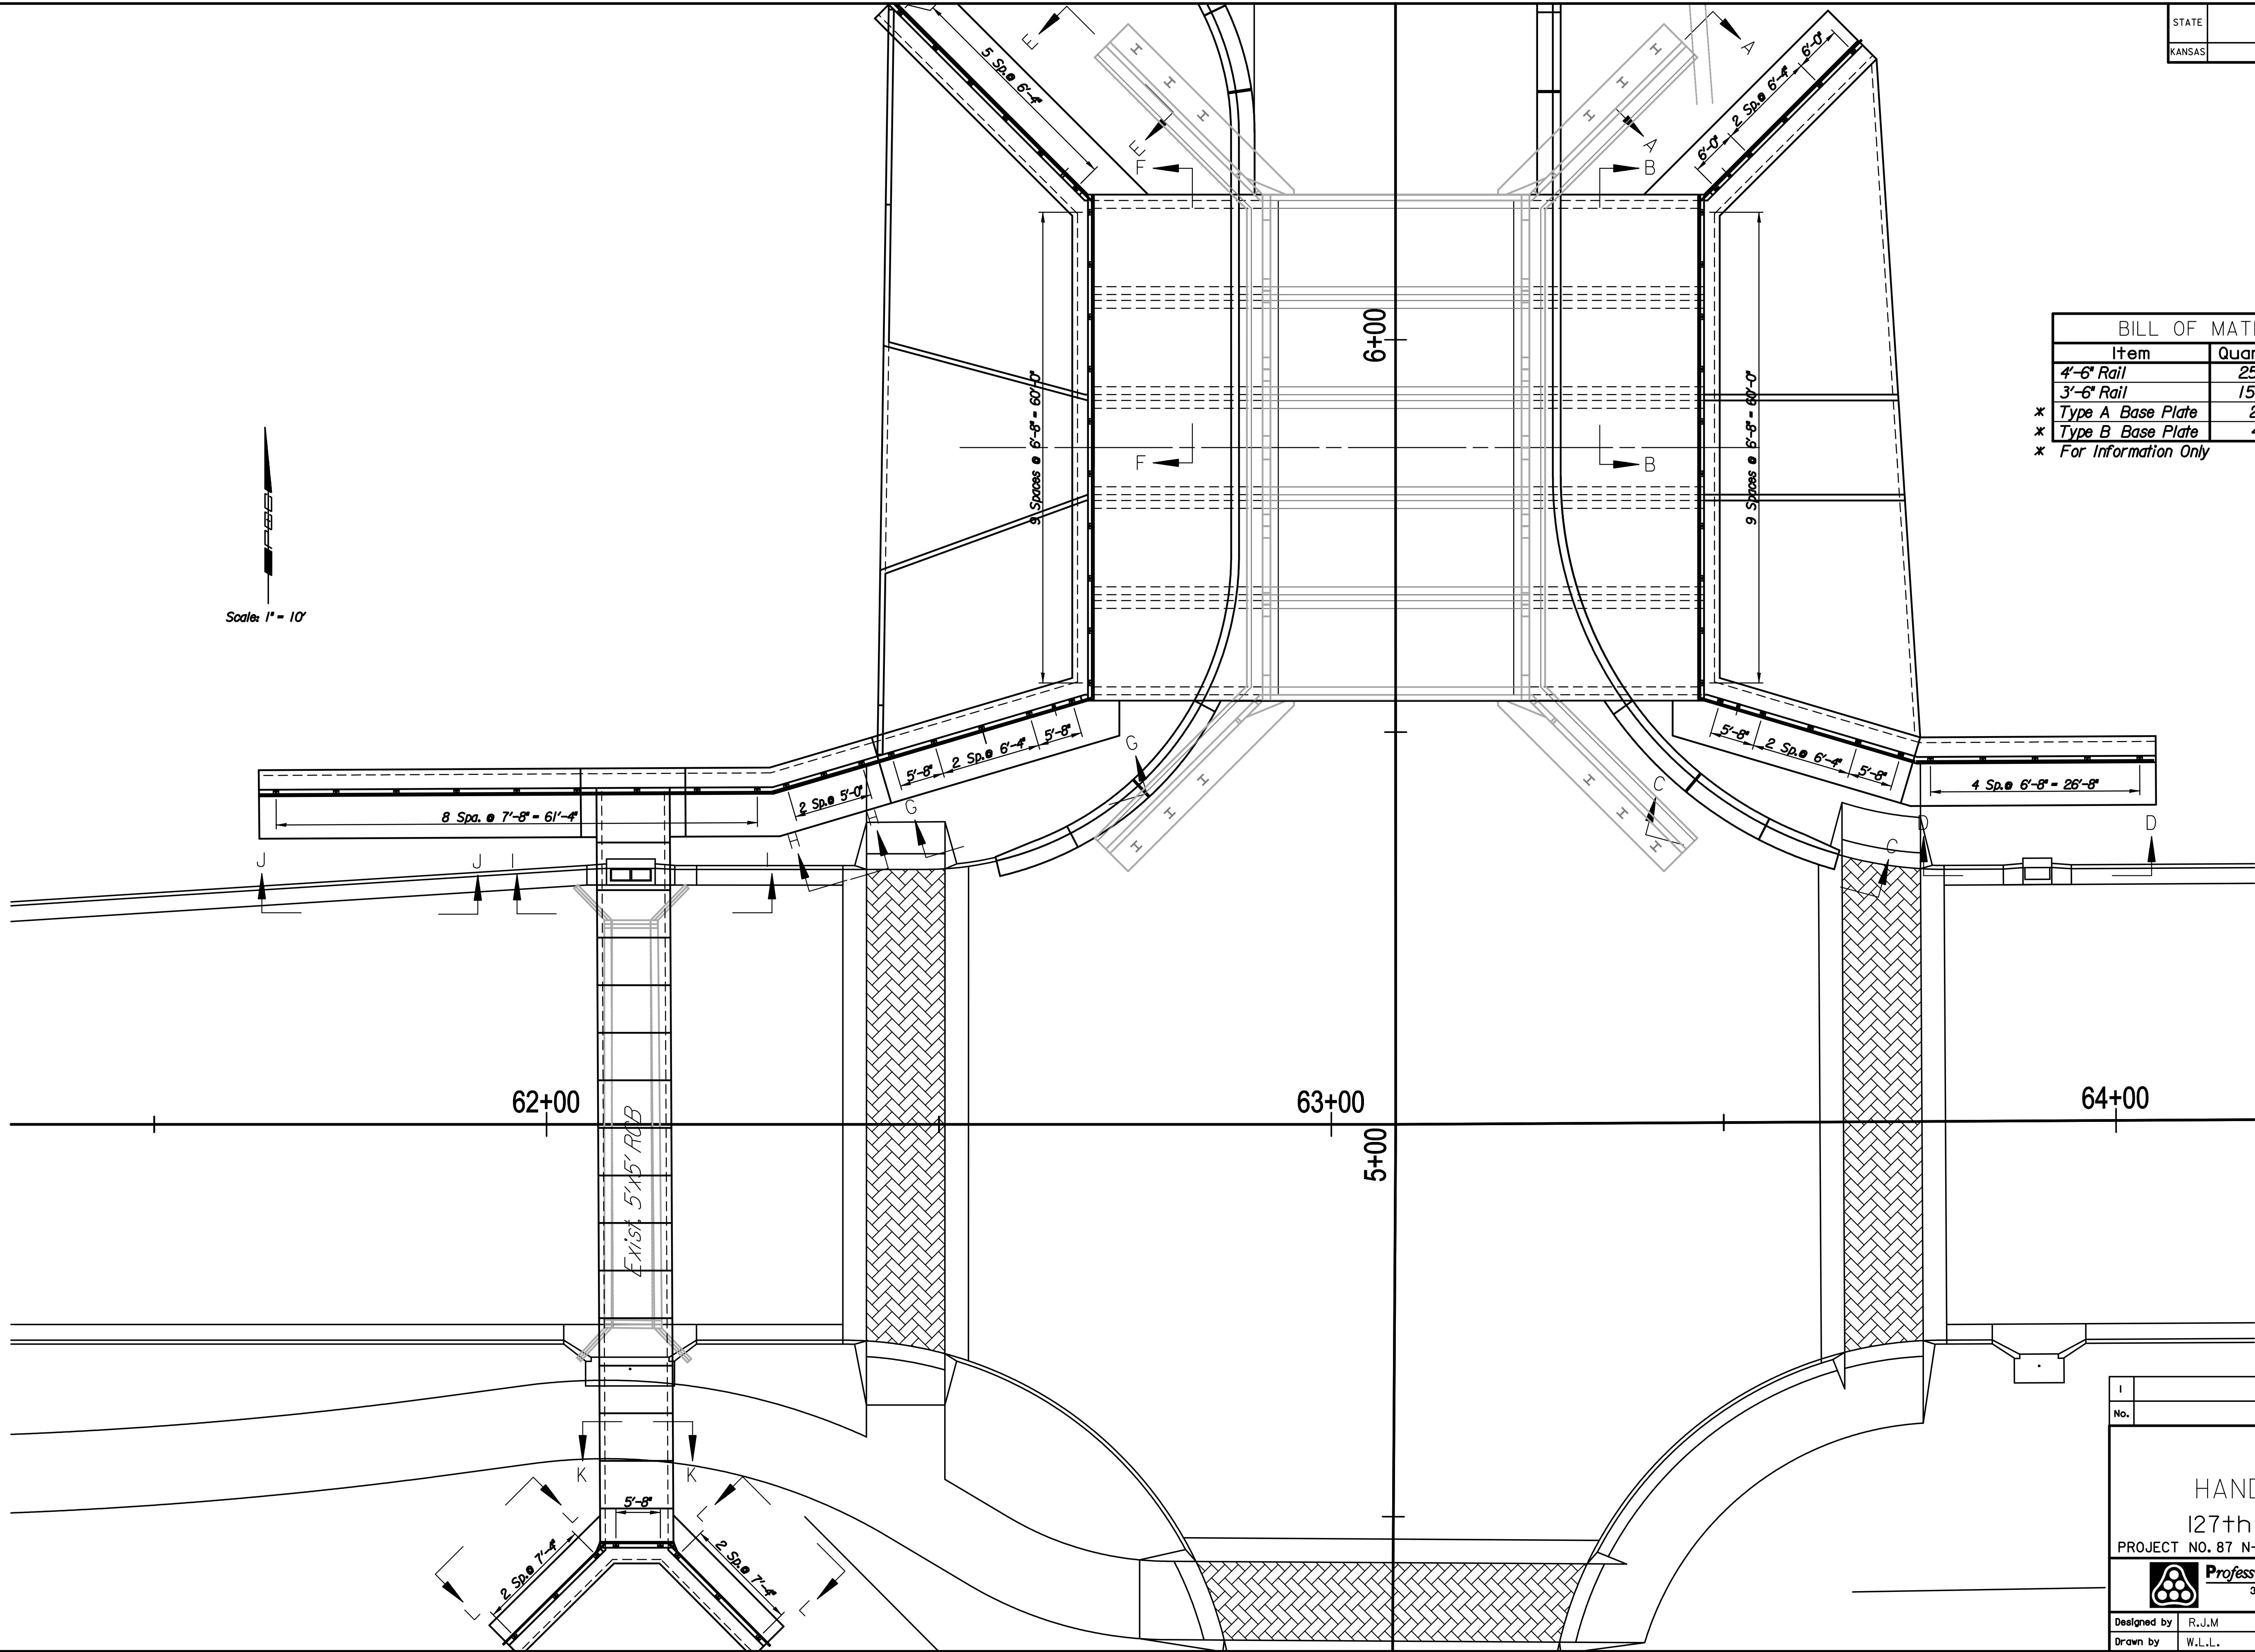 STATE
KANSAS
E
A
5 Sp.@ 6'-4"
6'-0"
2 Sp.@ 6'-4"
6'-0"
E
A
F
B
6+00
9 Spaces @ 6'-8" = 60'-0"
9 Spaces @ 6'-8" = 60'-0"
F
B
BILL OF MAT
Item
4'-6" Rail
3'-6" Rail
* Type A Base Plate
* Type B Base Plate
* For Information Only
Scale: 1" = 10'
5'-8"
2 Sp.@ 6'-4"
5'-8"
2 Sp.@ 5'-0"
G
G
H
H
C
C
5'-8"
2 Sp.@ 6'-4"
5'-8"
4 Sp.@ 6'-8" = 26'-8"
8 Spa. @ 7'-8" = 61'-4"
J
J
I
I
D
D
62+00
63+00
64+00
5+00
Exist. 5'x5' RCB
K
K
L
L
5'-8"
2 Sp.@ 7'-4"
2 Sp.@ 7'-4"
L
L
1
No.
HAND
127th
PROJECT NO. 87 N-
Profess
3
Designed by R.J.M
Drawn by W.L.L.